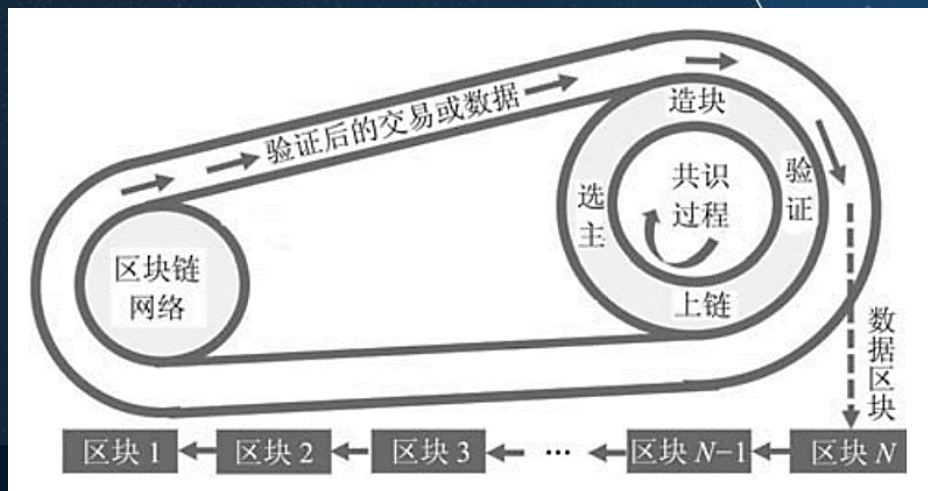 验证后的交易或数据
造块
选主
共识
过程
验证
上链
区块链
网络
数据区块
区块 1
区块 2
区块 3
···
区块 N-1
区块 N